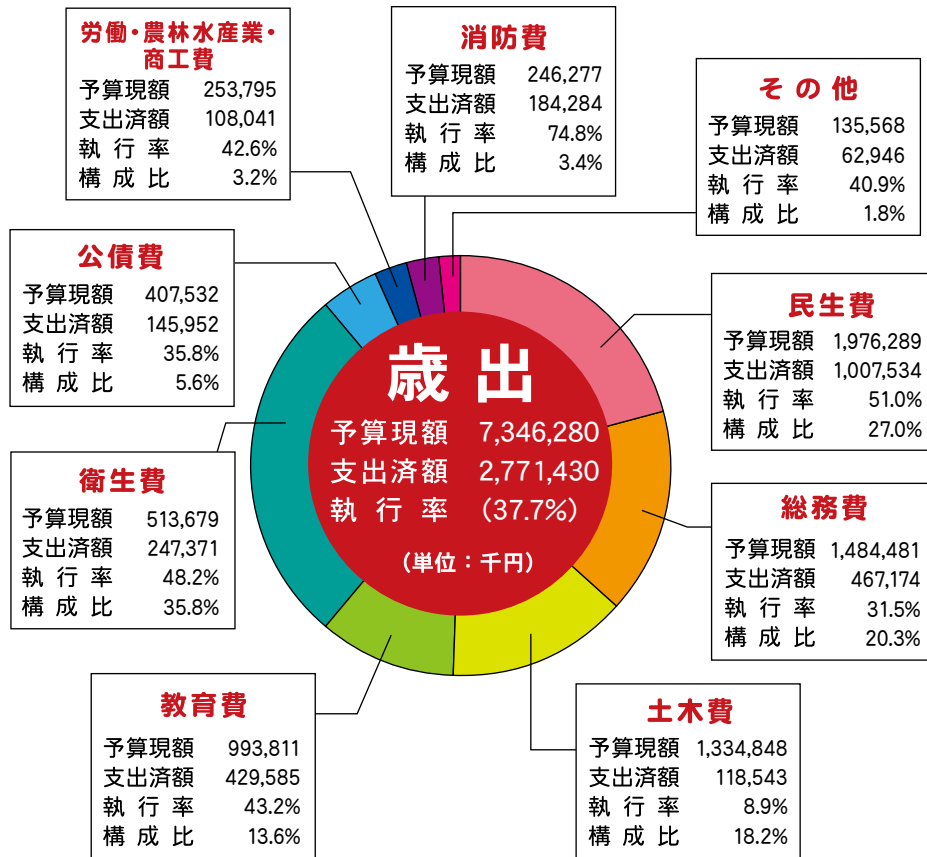 歳出
予算現額 7,346,280
支出済額 2,771,430
執行率 (37.7%)
(単位:千円)
民生費
予算現額 1,976,289
支出済額 1,007,534
執行率 51.0%
構成比 27.0%
総務費
予算現額 1,484,481
支出済額 467,174
執行率 31.5%
構成比 20.3%
土木費
予算現額 1,334,848
支出済額 118,543
執行率 8.9%
構成比 18.2%
教育費
予算現額 993,811
支出済額 429,585
執行率 43.2%
構成比 13.6%
衛生費
予算現額 513,679
支出済額 247,371
執行率 48.2%
構成比 35.8%
公債費
予算現額 407,532
支出済額 145,952
執行率 35.8%
構成比 5.6%
労働・農林水産業・
商工費
予算現額 253,795
支出済額 108,041
執行率 42.6%
構成比 3.2%
消防費
予算現額 246,277
支出済額 184,284
執行率 74.8%
構成比 3.4%
その他
予算現額 135,568
支出済額 62,946
執行率 40.9%
構成比 1.8%